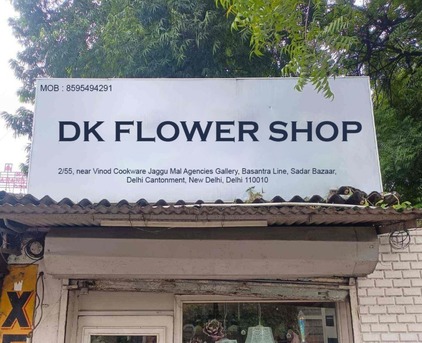 MOB : 8595494291
DK FLOWER SHOP
2/55, near Vinod Cookware Jaggu Mal Agencies Gallery, Basantra Line, Sadar Bazaar,
Delhi Cantonment, New Delhi, Delhi 110010